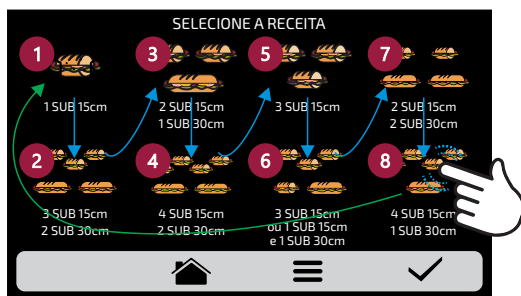 SELECIONE A RECEITA
1
3
5
7
1 SUB 15cm
2 SUB 15cm
1 SUB 30cm
3 SUB 15cm
2 SUB 15cm
2 SUB 30cm
2
4
6
8
3 SUB 15cm
2 SUB 30cm
4 SUB 15cm
2 SUB 30cm
3 SUB 15cm
ou 1 SUB 15cm
e 1 SUB 30cm
4 SUB 15cm
1 SUB 30cm